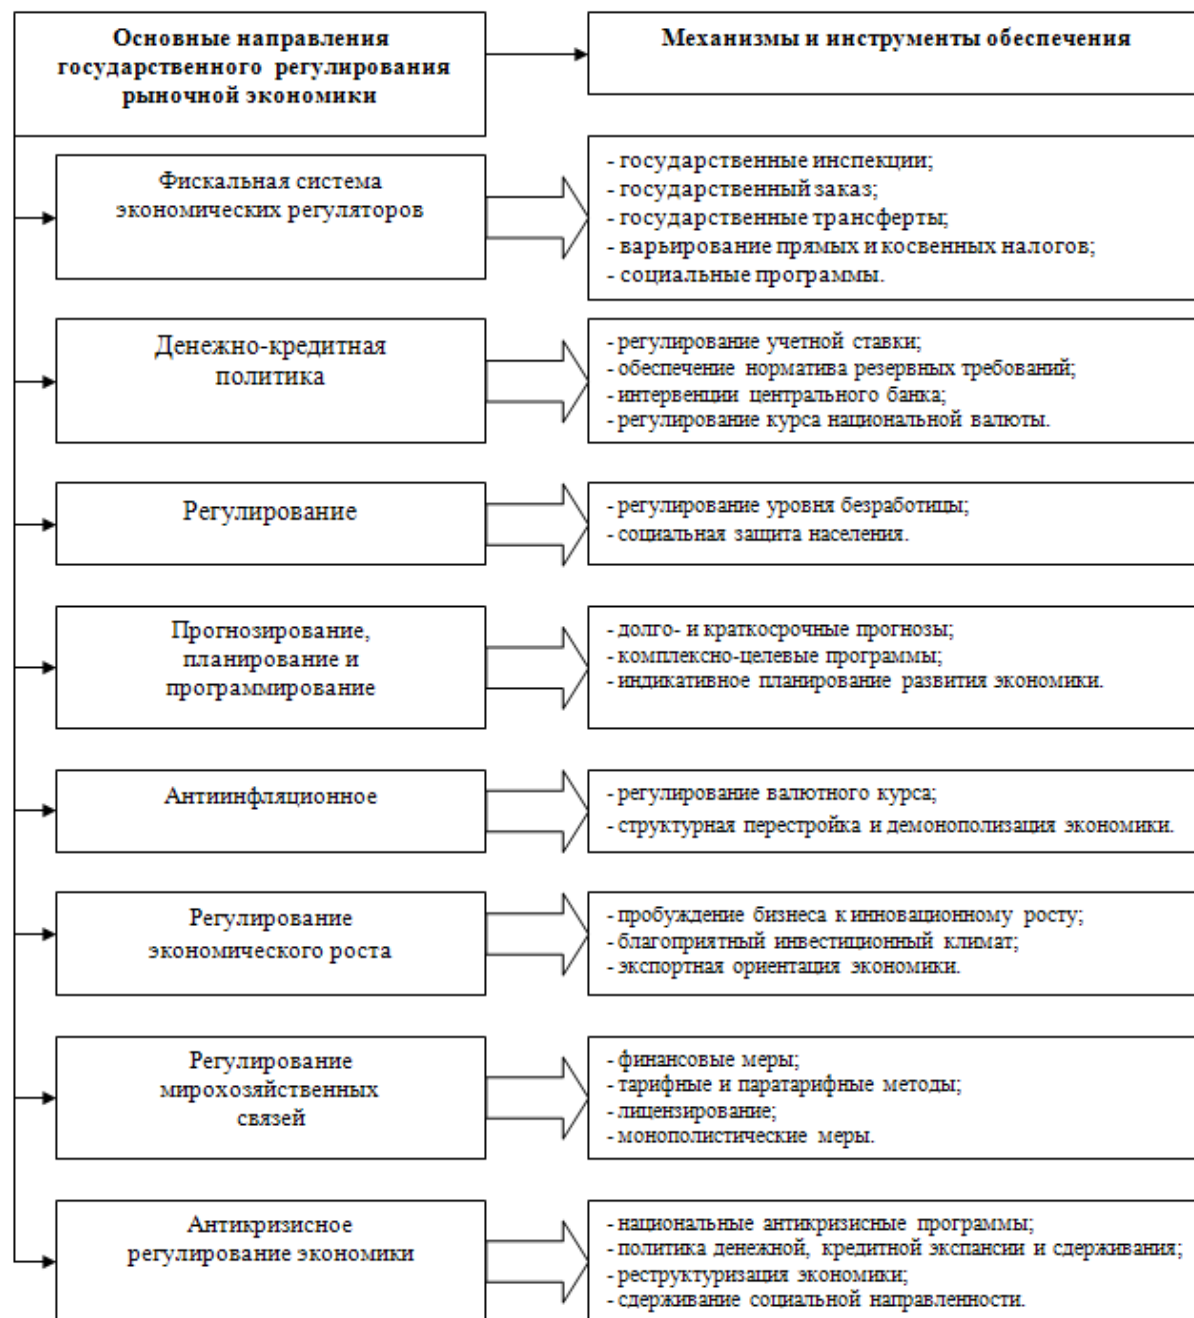 Основные направления
государственного регулирования
рыночной экономики
Механизмы и инструменты обеспечения
Фискальная система
экономических регуляторов
- государственные инспекции;
- государственный заказ;
- государственные трансферты;
- варьирование прямых и косвенных налогов;
- социальные программы.
Денежно-кредитная
политика
- регулирование учетной ставки;
- обеспечение норматива резервных требований;
- интервенции центрального банка;
- регулирование курса национальной валюты.
Регулирование
- регулирование уровня безработицы;
- социальная защита населения.
Прогнозирование,
планирование и
программирование
- долго- и краткосрочные прогнозы;
- комплексно-целевые программы;
- индикативное планирование развития экономики.
Антиинфляционное
- регулирование валютного курса;
- структурная перестройка и демонополизация экономики.
Регулирование
экономического роста
- пробуждение бизнеса к инновационному росту;
- благоприятный инвестиционный климат;
- экспортная ориентация экономики.
Регулирование
мирохозяйственных
связей
- финансовые меры;
- тарифные и паратарифные методы;
- лицензирование;
- монополистические меры.
Антикризисное
регулирование экономики
- национальные антикризисные программы;
- политика денежной, кредитной экспансии и сдерживания;
- реструктуризация экономики;
- сдерживание социальной направленности.